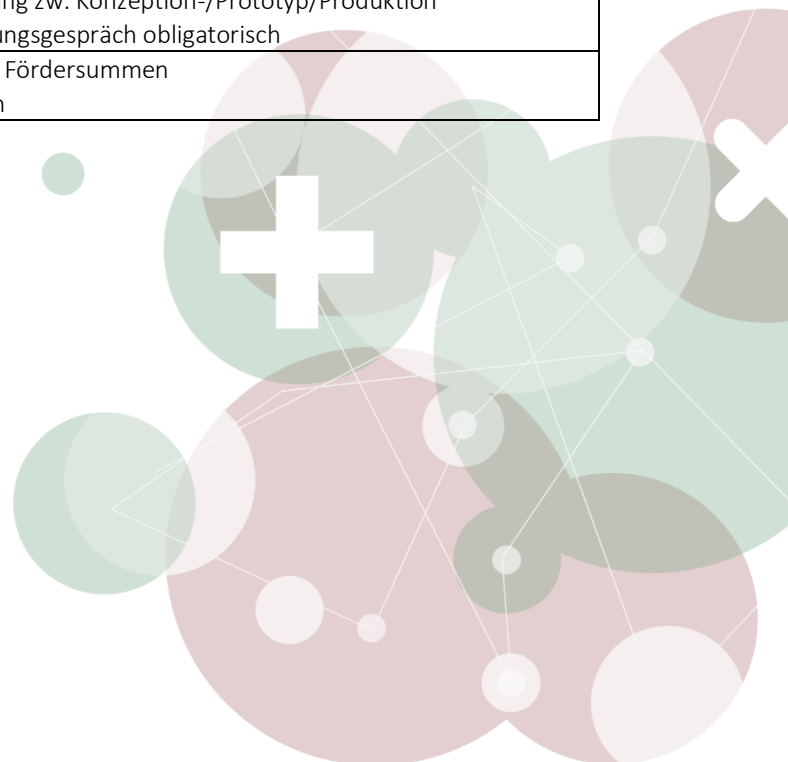 ng zw. Konzeption-/Prototyp/Produktion
ungsgespräch obligatorisch
Fördersummen
n